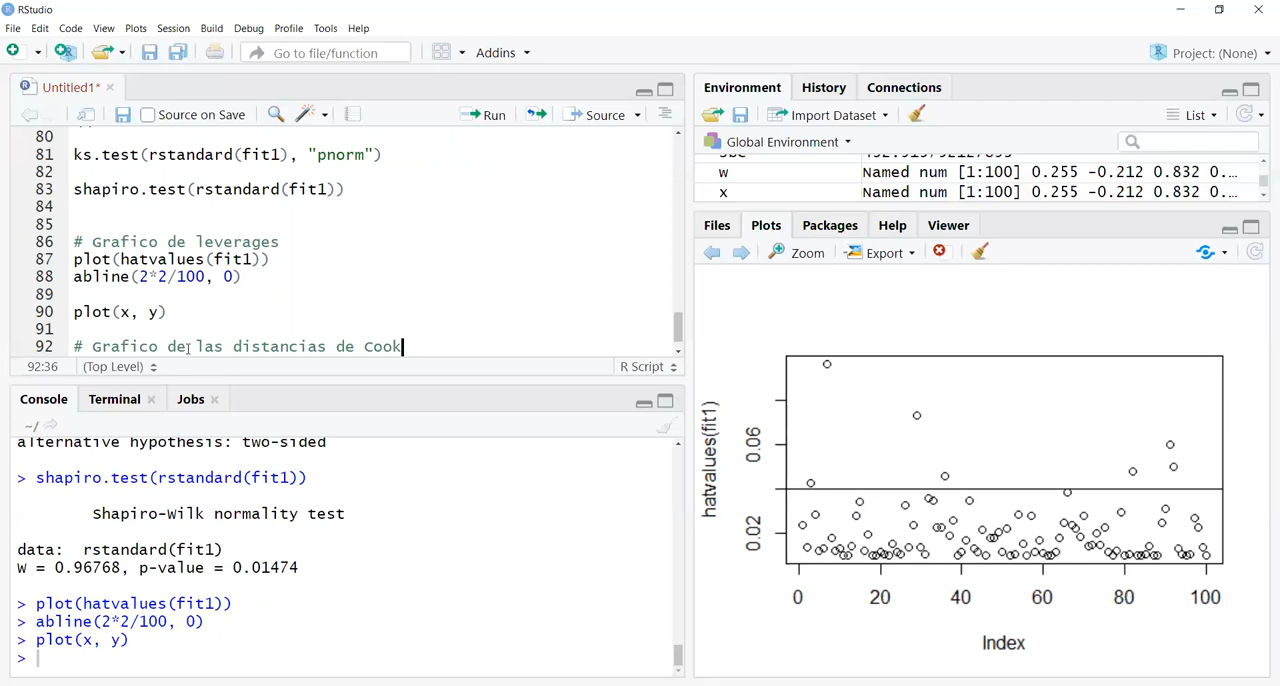 RStudio
File Edit Code View Plots Session Build Debug Profile Tools Help
Go to file/function Addins Project: (None)
Untitled1*
Source on Save Run Source
80
81 ks.test(rstandard(fit1), "pnorm")
82
83 shapiro.test(rstandard(fit1))
84
85
86 # Grafico de leverages
87 plot(hatvalues(fit1))
88 abline(2*2/100, 0)
89
90 plot(x, y)
91
92 # Grafico de las distancias de Cook
92:36 (Top Level) R Script
Console Terminal Jobs
~/
alternative hypothesis: two-sided
> shapiro.test(rstandard(fit1))
Shapiro-Wilk normality test
data: rstandard(fit1)
W = 0.96768, p-value = 0.01474
> plot(hatvalues(fit1))
> abline(2*2/100, 0)
> plot(x, y)
>
Environment History Connections
Import Dataset List
Global Environment
w Named num [1:100] 0.255 -0.212 0.832 0.…
x Named num [1:100] 0.255 -0.212 0.832 0.…
Files Plots Packages Help Viewer
Zoom Export
hatvalues(fit1)
0.06
0.02
0 20 40 60 80 100
Index